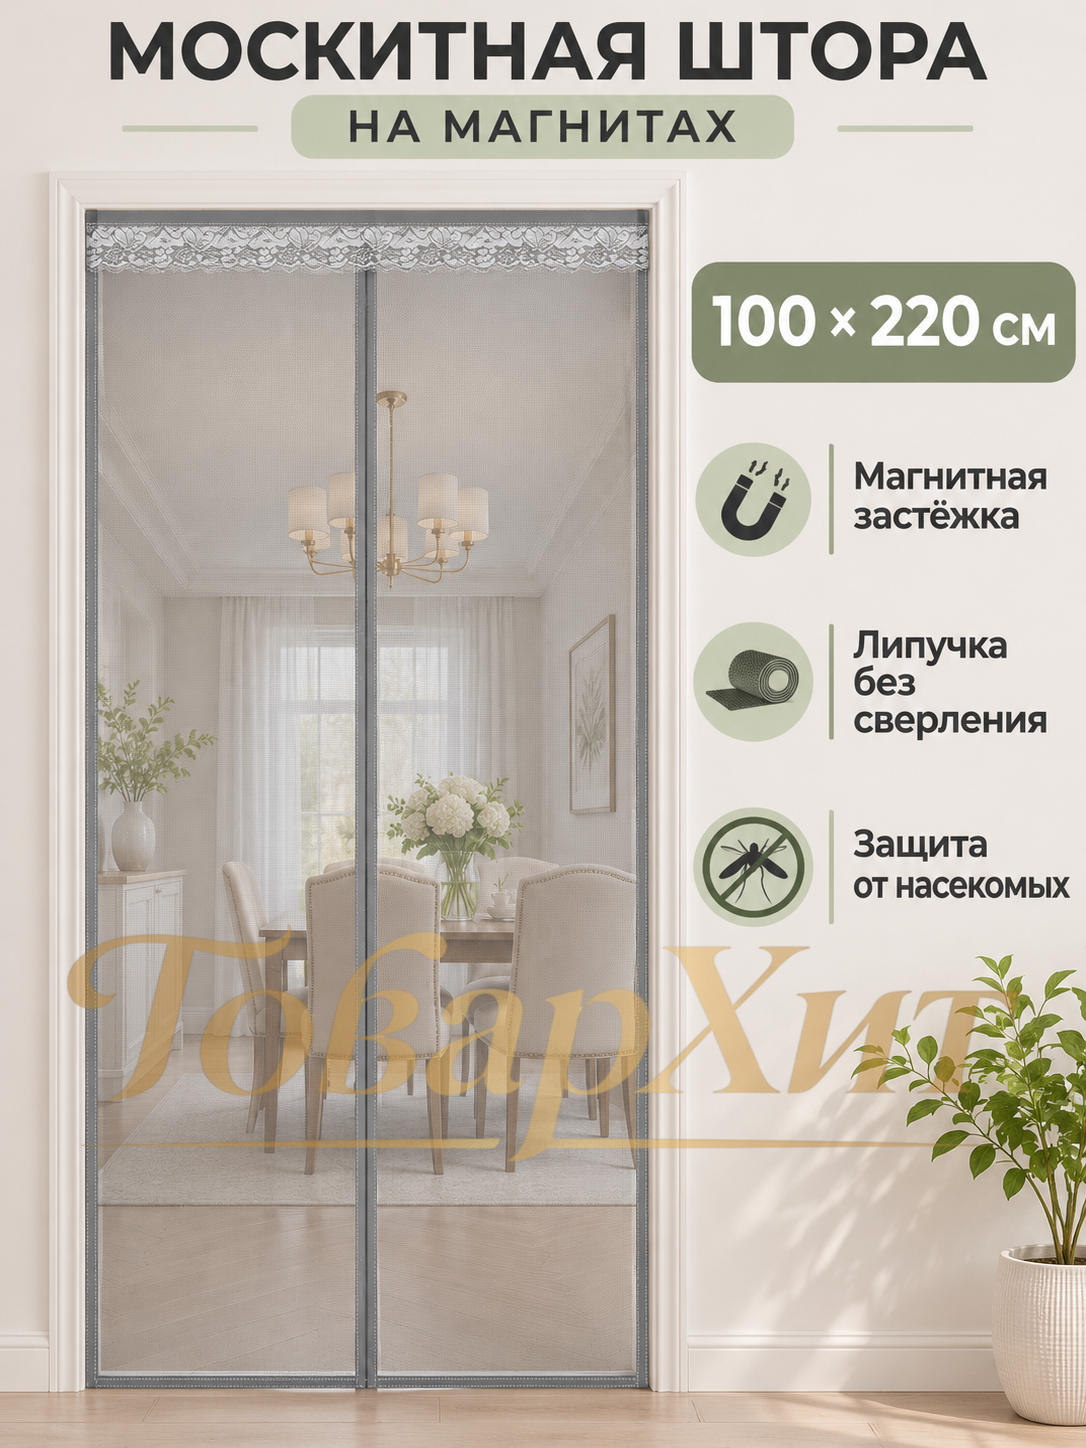 МОСКИТНАЯ ШТОРА
НА МАГНИТАХ
100 × 220 см
Магнитная
застёжка
Липучка
без
сверления
Защита
от насекомых
ТоварХит